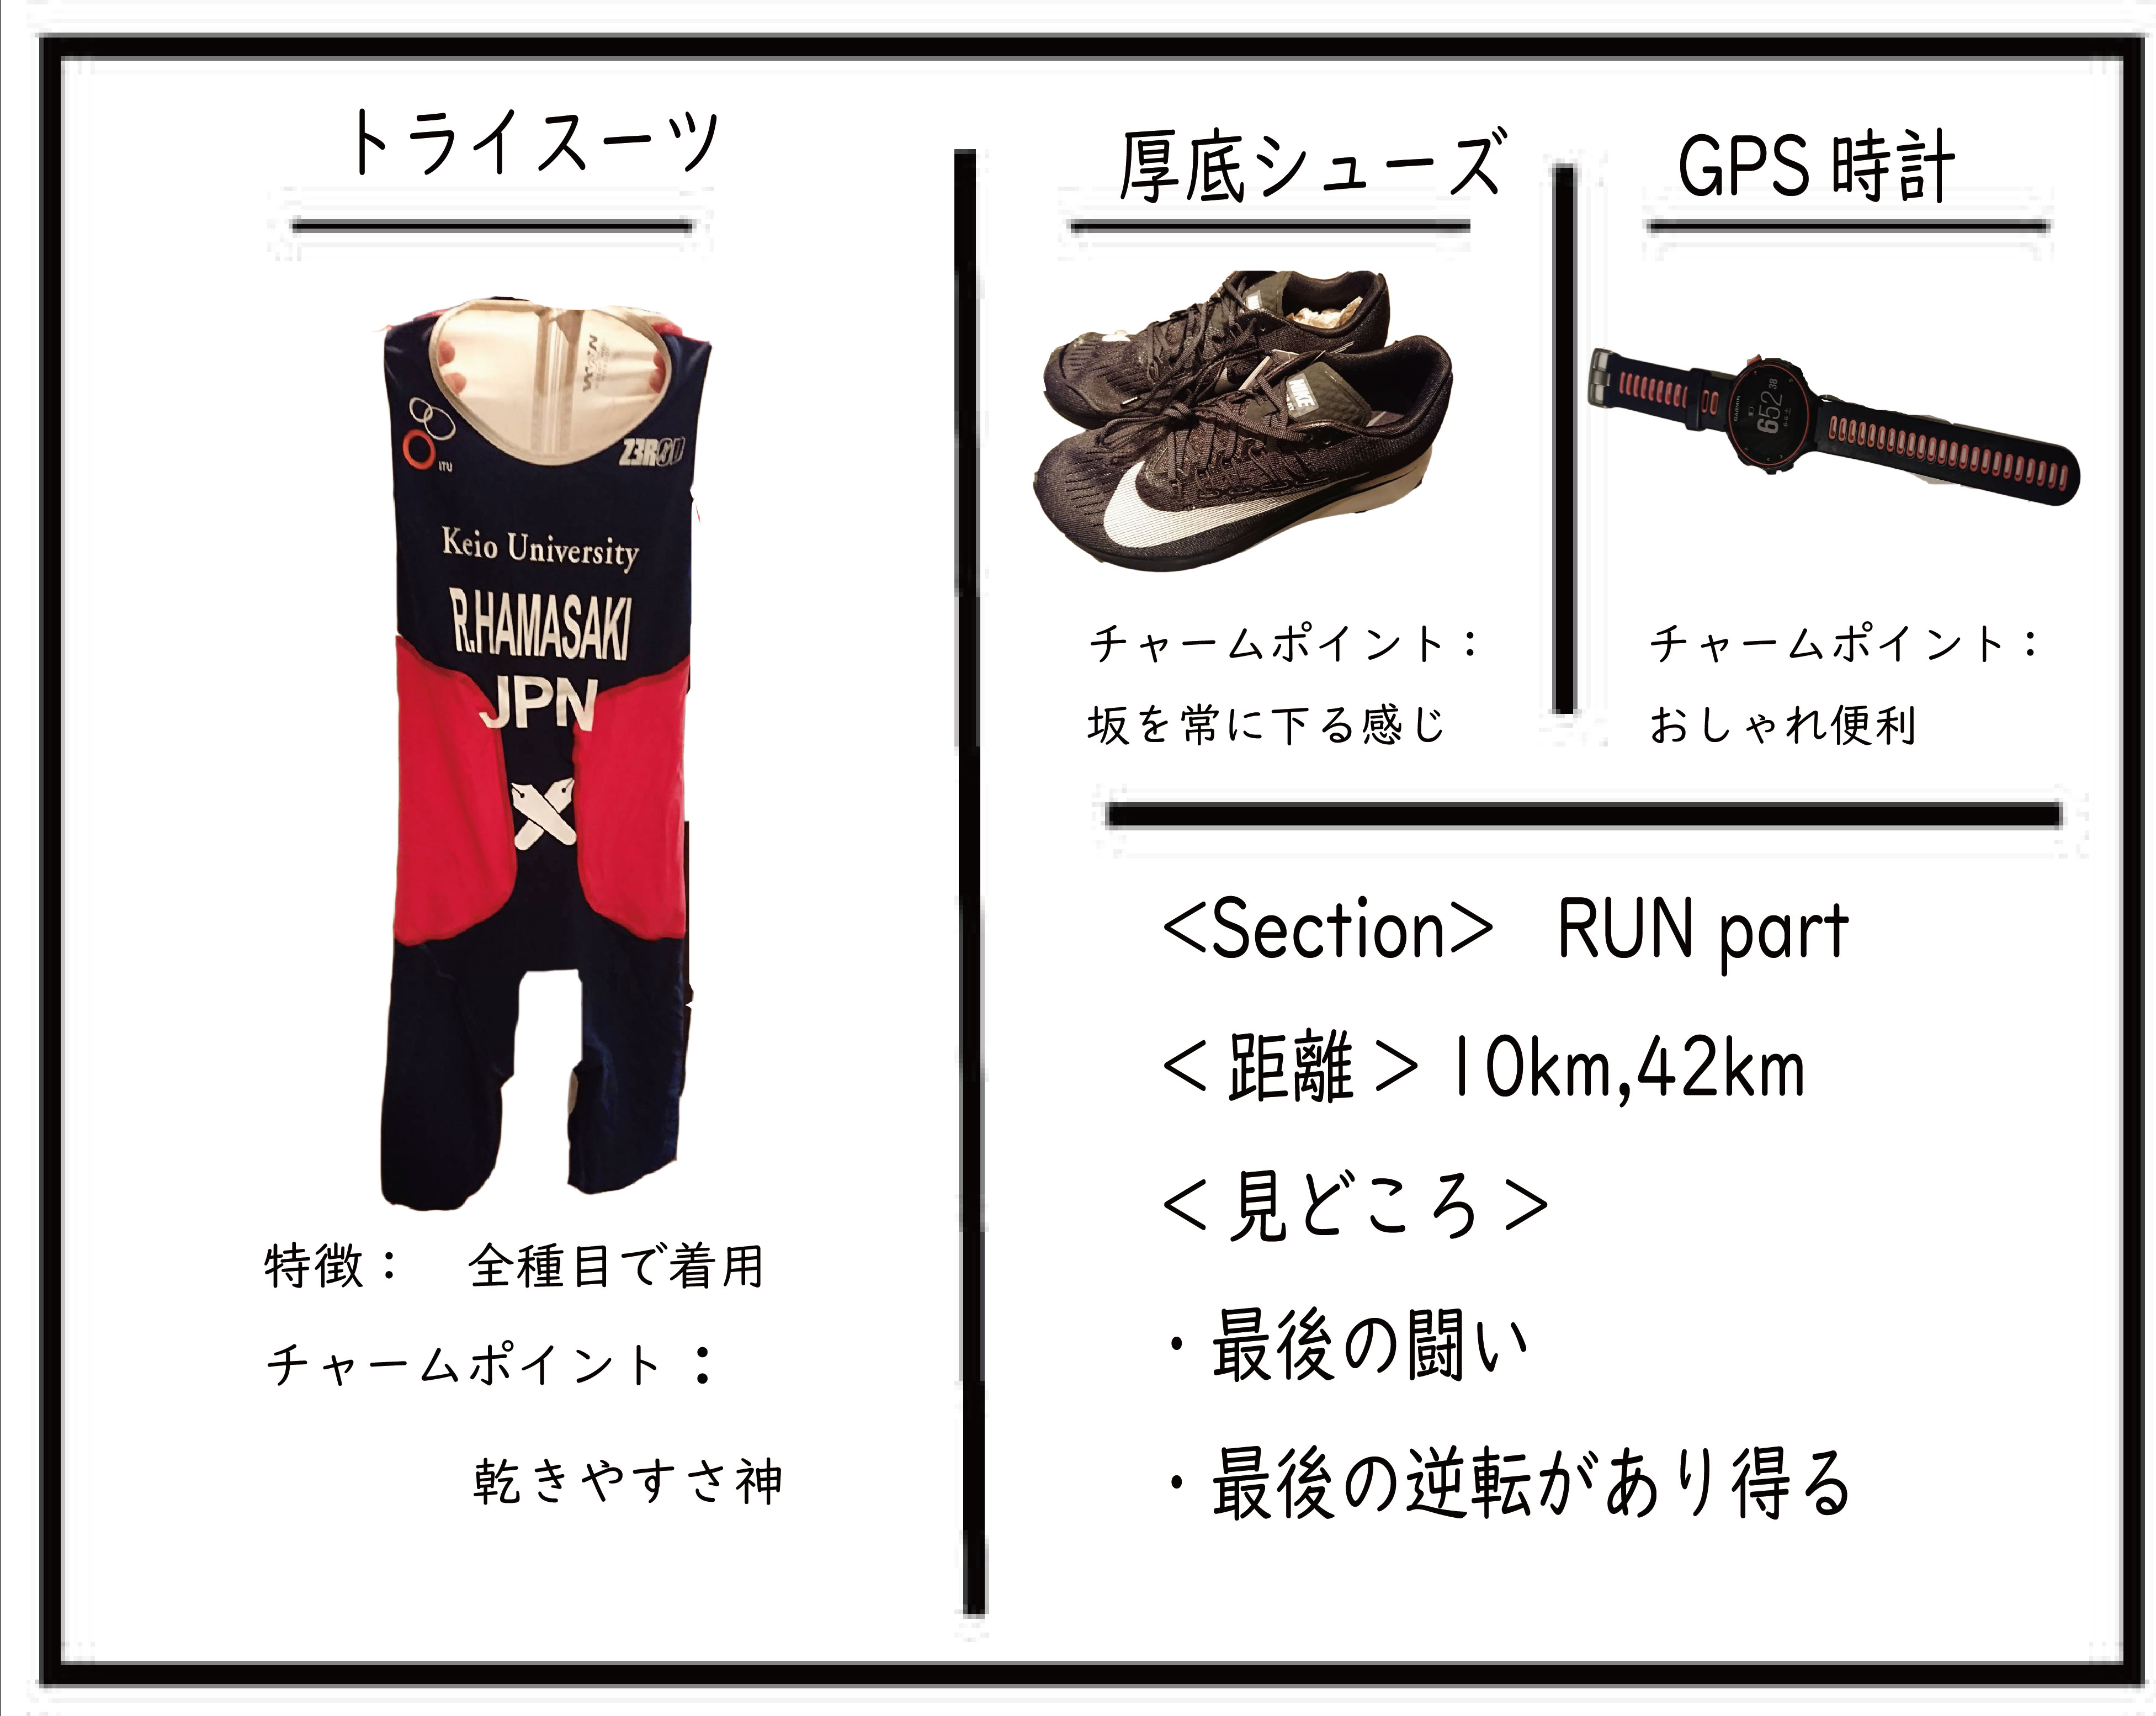 トライスーツ
ITU
Z3ROD
Keio University
R.HAMASAKI
JPN
特徴： 全種目で着用
チャームポイント：
乾きやすさ神
厚底シューズ
NIKE
チャームポイント：
坂を常に下る感じ
GPS 時計
GARMIN
652 38
チャームポイント：
おしゃれ便利
<Section> RUN part
<距離> 10km,42km
<見どころ>
・最後の闘い
・最後の逆転があり得る